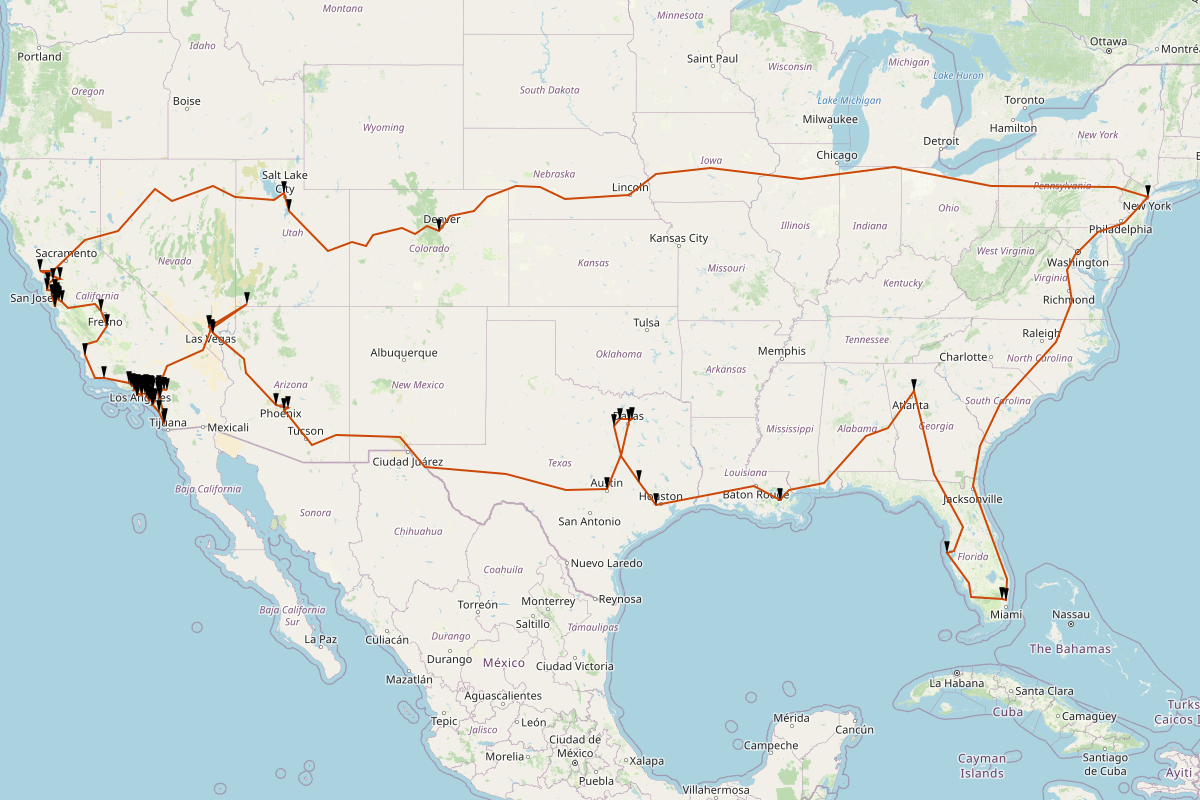 Montana
Minnesota
Ottawa
Montré
Portland
Idaho
Saint Paul
Wisconsin
Michigan
Lake Huron
Oregon
South Dakota
Boise
Lake Michigan
Toronto
Wyoming
Milwaukee
Hamilton
New York
Detroit
Chicago
Iowa
Salt Lake
City
Nebraska
Lincoln
Pennsylvania
New York
Denver
Utah
Illinois
Indiana
Ohio
Philadelphia
Kansas City
Colorado
Sacramento
Nevada
Kansas
Missouri
West Virginia
Washington
Virginia
Kentucky
San José
California
Richmond
Fresno
Tulsa
Raleigh
Las Vegas
Tennessee
Albuquerque
Oklahoma
Memphis
Charlotte
North Carolina
Arkansas
Arizona
New Mexico
Los Angeles
South Carolina
Atlanta
Phoenix
Dallas
Tijuana
Mexicali
Tucson
Mississippi
Alabama
Georgia
Ciudad Juárez
Texas
Louisiana
Austin
Houston
Baton Rouge
Jacksonville
Baja California
Sonora
San Antonio
Chihuahua
Florida
Nuevo Laredo
Coahuila
Reynosa
Torreón
Monterrey
Miami
Nassau
Baja California
Sur
Saltillo
Tamaulipas
La Paz
Culiacán
Durango
The Bahamas
Durango
México
Ciudad Victoria
Mazatlán
La Habana
Santa Clara
Aguascalientes
Turks
Caicos I
Cuba
Camagüey
Tepic
León
Mérida
Jalisco
Cancún
Ciudad de
México
Campeche
Morelia
Xalapa
Cayman
Islands
Santiago
de Cuba
Ayiti
Puebla
Villahermosa